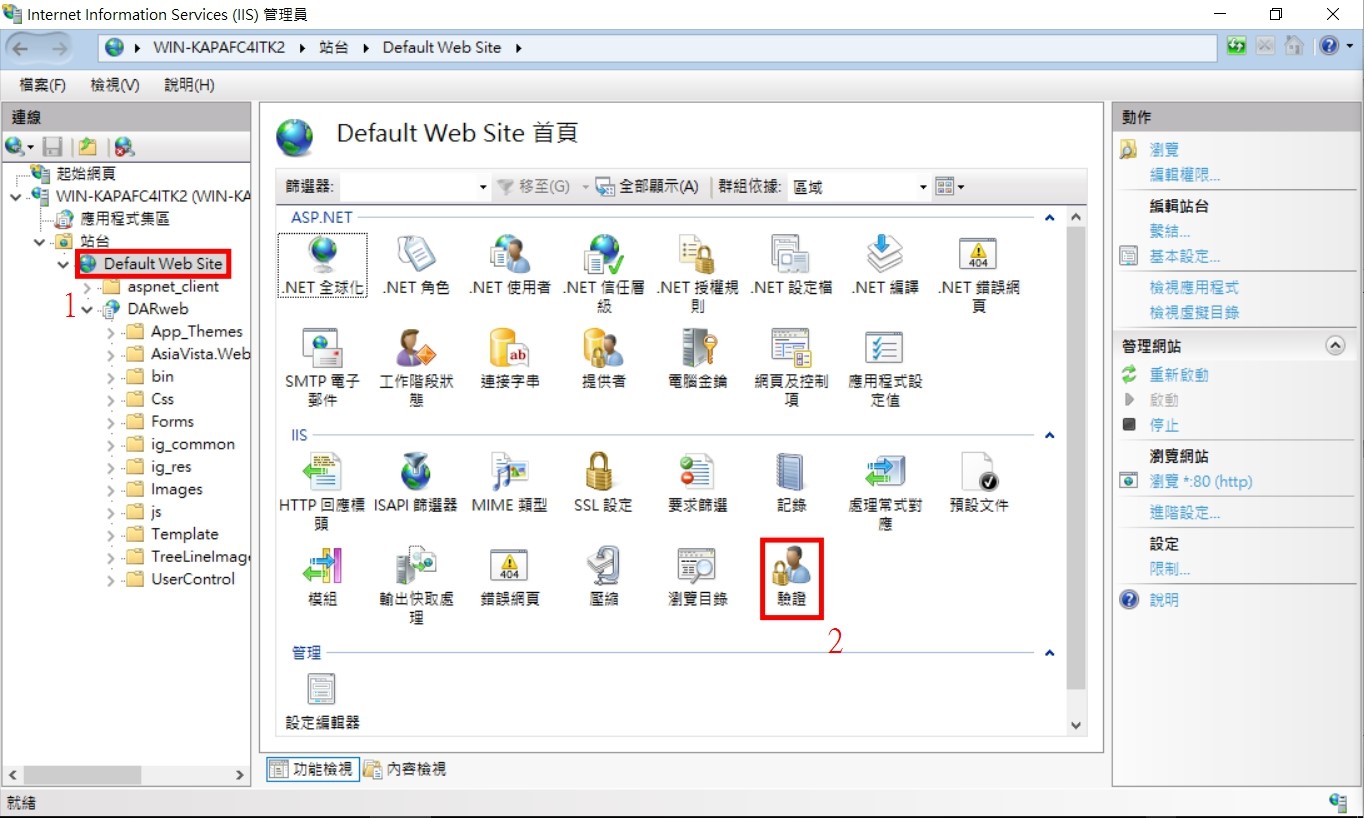 Internet Information Services (IIS) 管理員
WIN-KAPAFC4ITK2 站台 Default Web Site
檔案(F) 檢視(V) 說明(H)
連線
起始網頁
WIN-KAPAFC4ITK2 (WIN-KA
應用程式集區
站台
Default Web Site
1
aspnet_client
DARweb
App_Themes
AsiaVista.Web
bin
Css
Forms
ig_common
ig_res
Images
js
Template
TreeLineImage
UserControl
Default Web Site 首頁
篩選器: 移至(G) 全部顯示(A) 群組依據: 區域
ASP.NET
.NET 全球化 .NET 角色 .NET 使用者 .NET 信任層 .NET 授權規 .NET 設定檔 .NET 編譯 .NET 錯誤網
級 則 頁
SMTP 電子 工作階段狀 連接字串 提供者 電腦金鑰 網頁及控制 應用程式設
郵件 態 項 定值
IIS
HTTP 回應標 ISAPI 篩選器 MIME 類型 SSL 設定 要求篩選 記錄 處理常式對 預設文件
頭 應
模組 輸出快取處 錯誤網頁 壓縮 瀏覽目錄 驗證
理
2
管理
設定編輯器
功能檢視 內容檢視
動作
瀏覽
編輯權限...
編輯站台
繫結...
基本設定...
檢視應用程式
檢視虛擬目錄
管理網站
重新啟動
啟動
停止
瀏覽網站
瀏覽 *:80 (http)
進階設定...
設定
限制...
說明
就緒